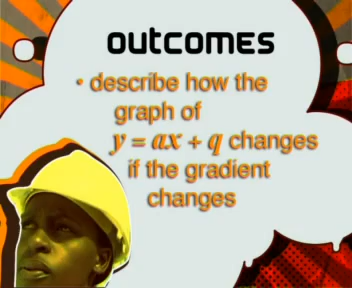 outcomes
• describe how the
graph of
y = ax + q changes
if the gradient
changes